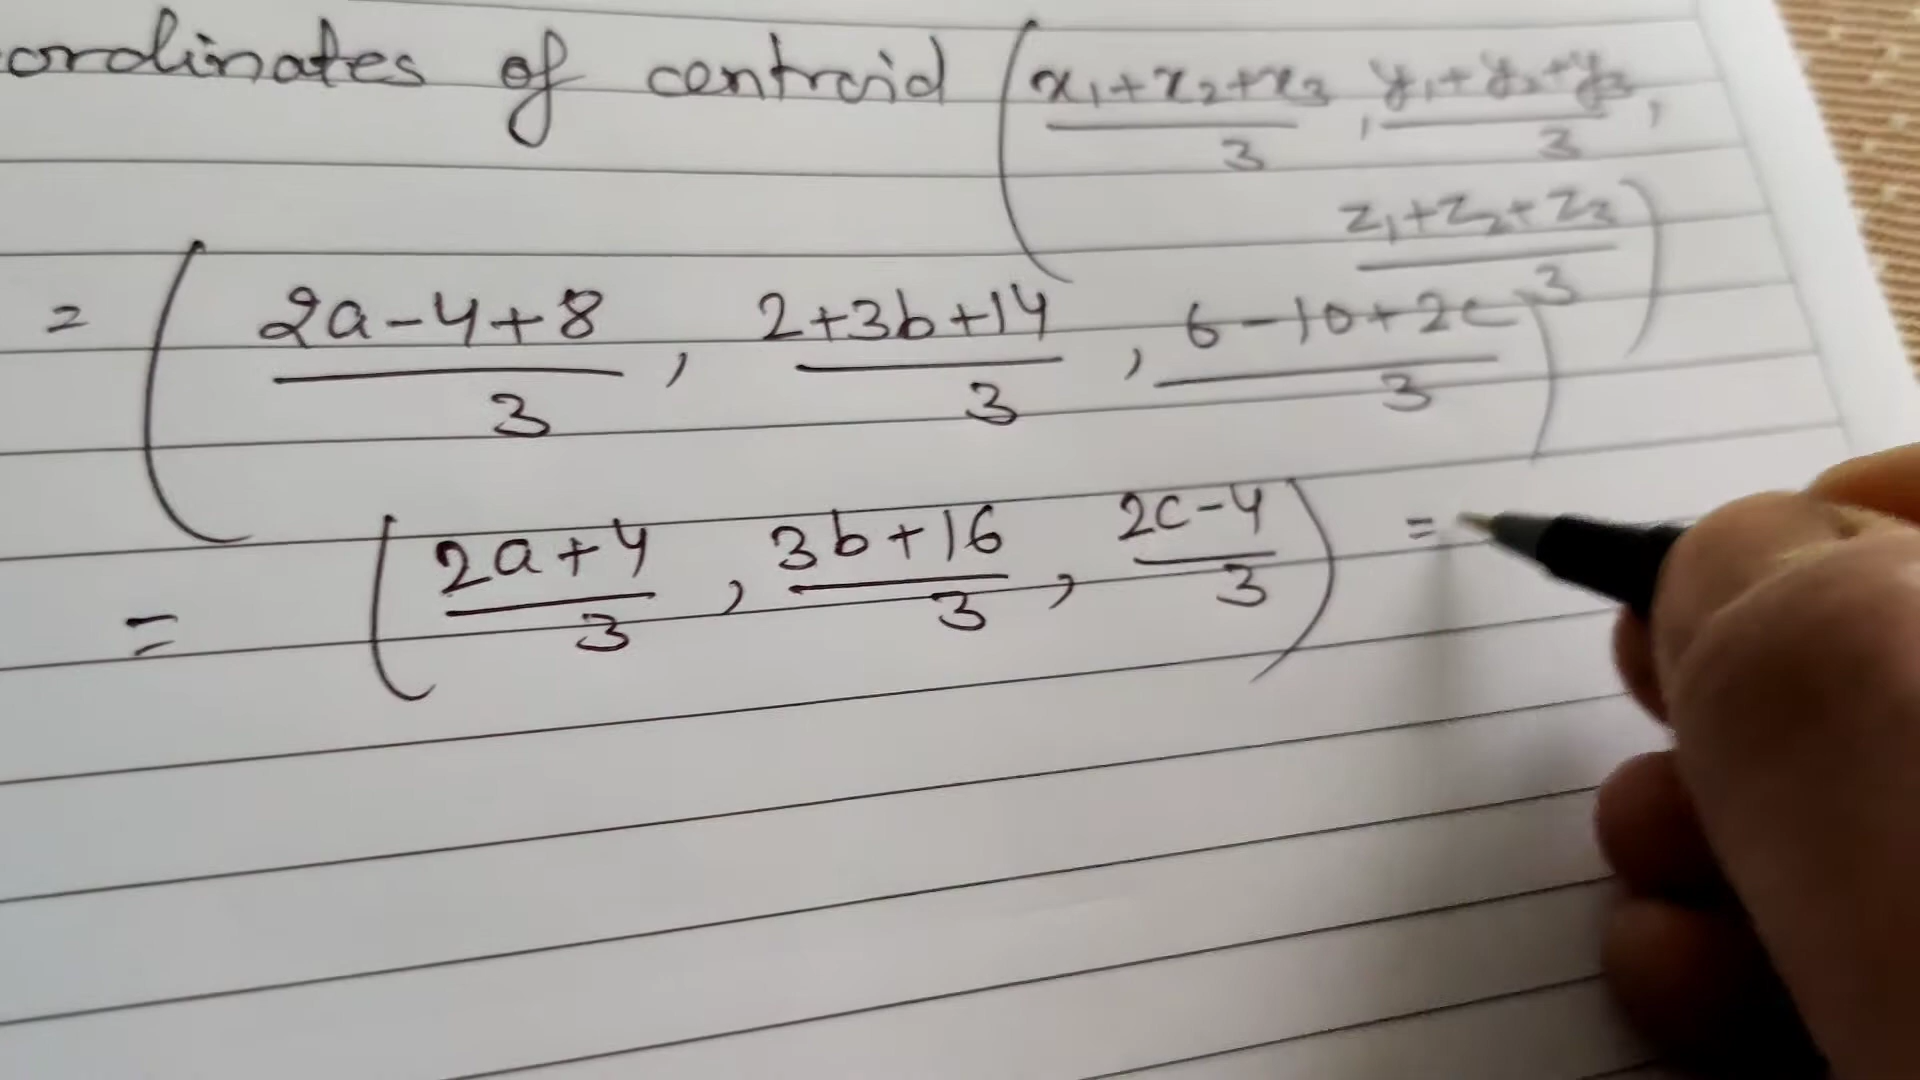 ordinates of centroid (x₁+x₂+x₃/3, y₁+y₂+y₃/3,
z₁+z₂+z₃/3)
= (2a-4+8/3, 2+3b+14/3, 6-10+2c/3)
= (2a+4/3, 3b+16/3, 2c-4/3) =